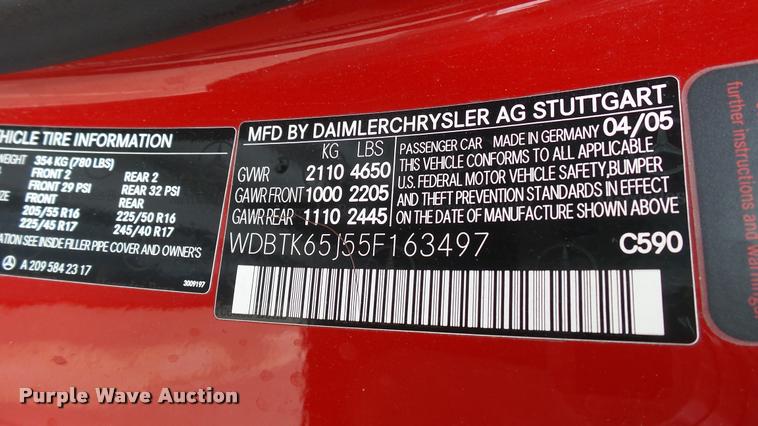 VEHICLE TIRE INFORMATION
WEIGHT 354 KG (780 LBS)
FRONT 2 REAR 2
FRONT 29 PSI REAR 32 PSI
FRONT REAR
205/55 R16 225/50 R16
225/45 R17 245/40 R17
INSIDE FILLER PIPE COVER AND OWNER'S
A 209 584 23 17
3009197
MFD BY DAIMLERCHRYSLER AG STUTTGART
KG LBS
GVWR 2110 4650
GAWR FRONT 1000 2205
GAWR REAR 1110 2445
PASSENGER CAR MADE IN GERMANY 04/05
THIS VEHICLE CONFORMS TO ALL APPLICABLE
U.S. FEDERAL MOTOR VEHICLE SAFETY,BUMPER
AND THEFT PREVENTION STANDARDS IN EFFECT
ON THE DATE OF MANUFACTURE SHOWN ABOVE
WDBTK65J55F163497
C590
further instructions and
warning
Purple Wave Auction